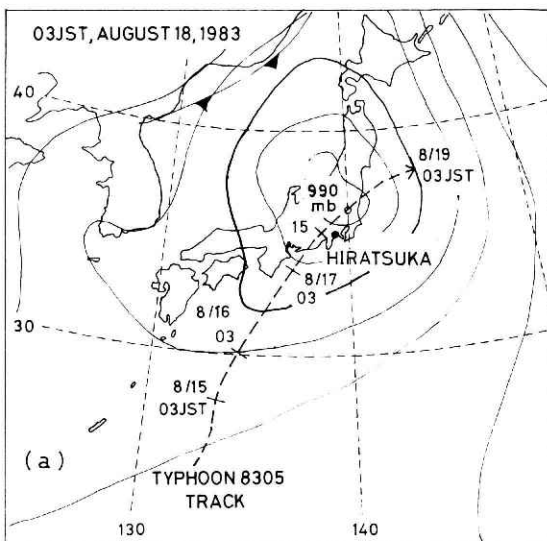 03JST, AUGUST 18, 1983
40
8/19
03JST
990
mb
15
HIRATSUKA
8/17
03
8/16
03
30
8/15
03JST
(a)
TYPHOON 8305
TRACK
130
140